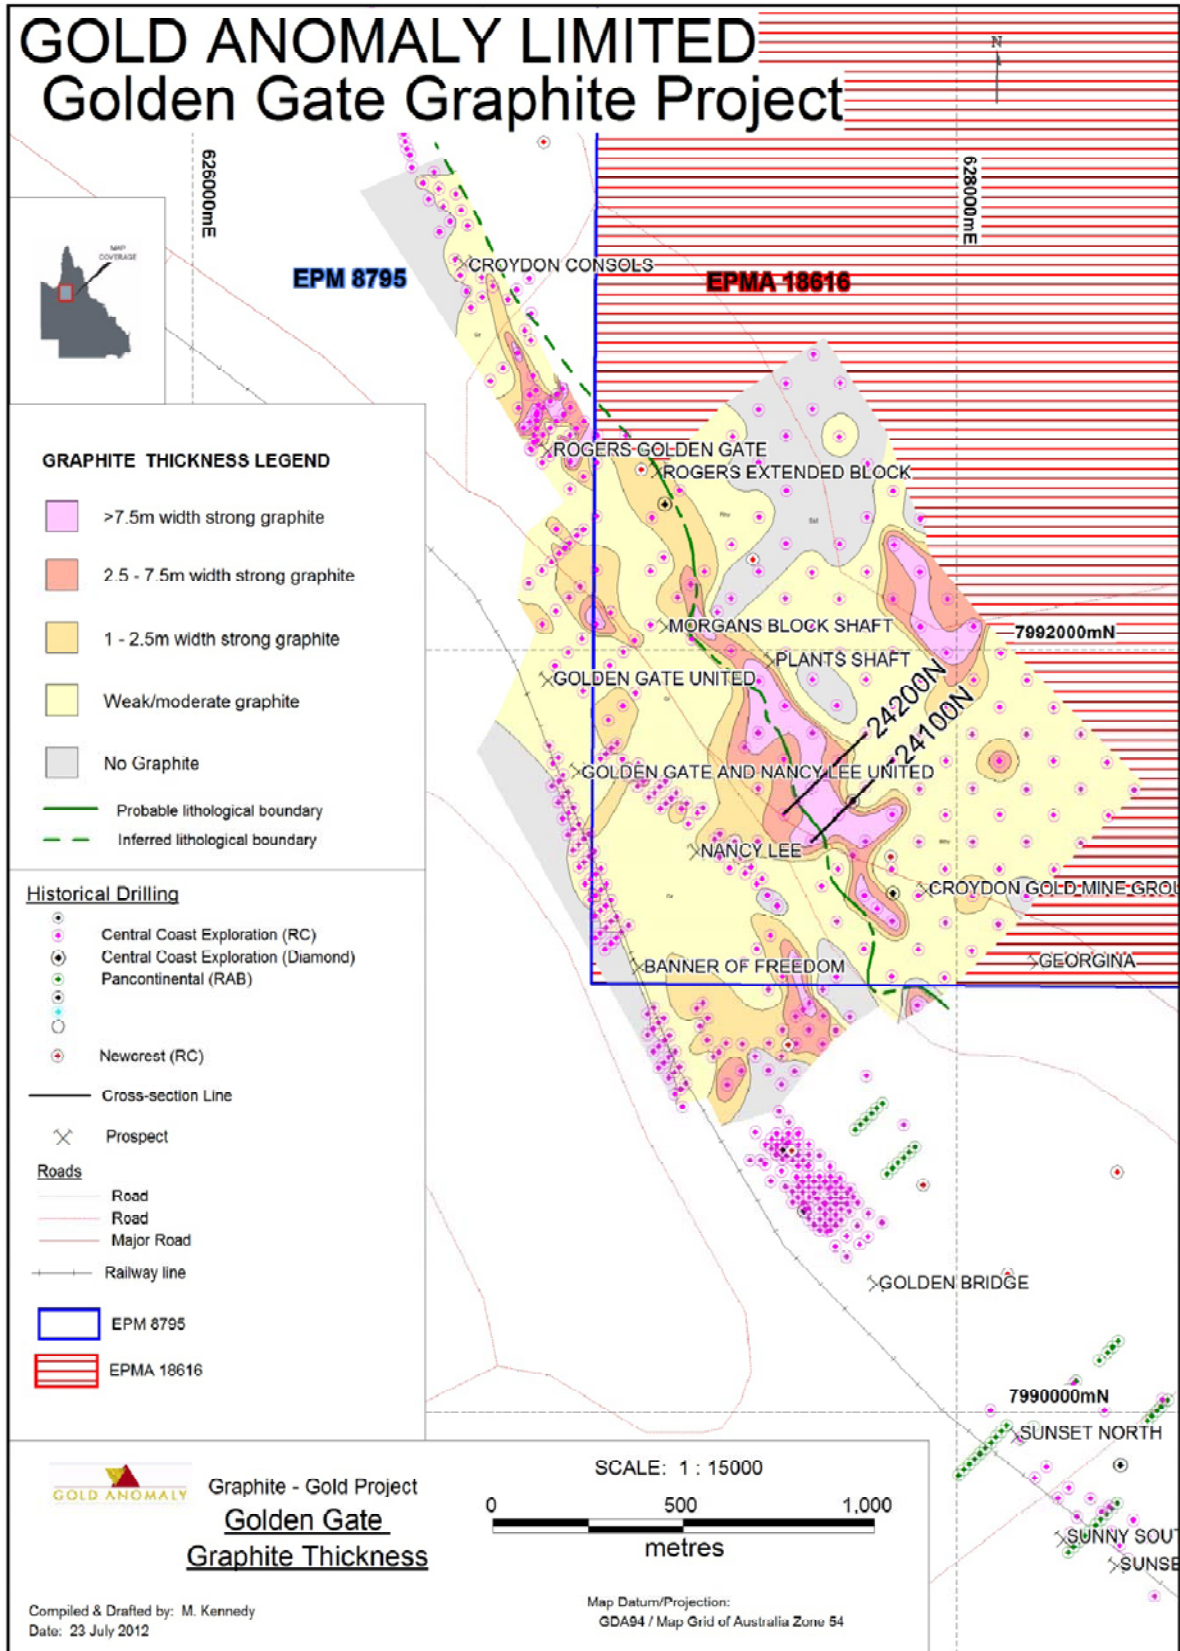 GOLD ANOMALY LIMITED
Golden Gate Graphite Project
N
626000mE
628000mE
MAP
COVERAGE
EPM 8795
EPMA 18616
CROYDON CONSOLS
ROGERS GOLDEN GATE
ROGERS EXTENDED BLOCK
MORGANS BLOCK SHAFT
7992000mN
PLANTS SHAFT
GOLDEN GATE UNITED
24200N
24100N
GOLDEN GATE AND NANCY LEE UNITED
NANCY LEE
CROYDON GOLD MINE GROU
BANNER OF FREEDOM
GEORGINA
GOLDEN BRIDGE
7990000mN
SUNSET NORTH
SUNNY SOUT
SUNSE
GRAPHITE THICKNESS LEGEND
>7.5m width strong graphite
2.5 - 7.5m width strong graphite
1 - 2.5m width strong graphite
Weak/moderate graphite
No Graphite
Probable lithological boundary
Inferred lithological boundary
Historical Drilling
Central Coast Exploration (RC)
Central Coast Exploration (Diamond)
Pancontinental (RAB)
Newcrest (RC)
Cross-section Line
Prospect
Roads
Road
Road
Major Road
Railway line
EPM 8795
EPMA 18616
GOLD ANOMALY
Graphite - Gold Project
Golden Gate
Graphite Thickness
SCALE: 1 : 15000
0 500 1,000
metres
Compiled & Drafted by: M. Kennedy
Date: 23 July 2012
Map Datum/Projection:
GDA94 / Map Grid of Australia Zone 54